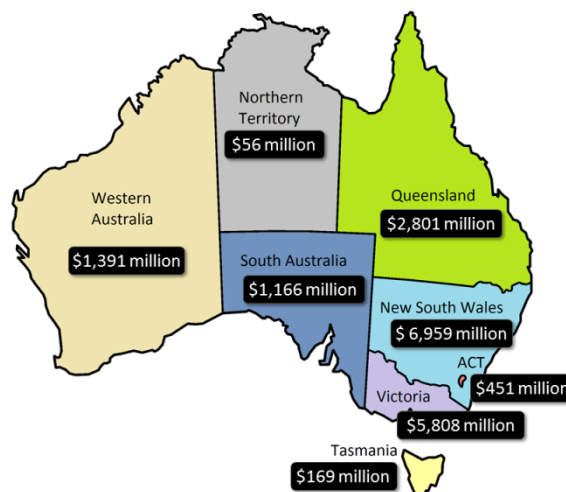 Northern
Territory
$56 million
Western
Australia
$1,391 million
Queensland
$2,801 million
South Australia
$1,166 million
New South Wales
$ 6,959 million
ACT
$451 million
Victoria
$5,808 million
Tasmania
$169 million